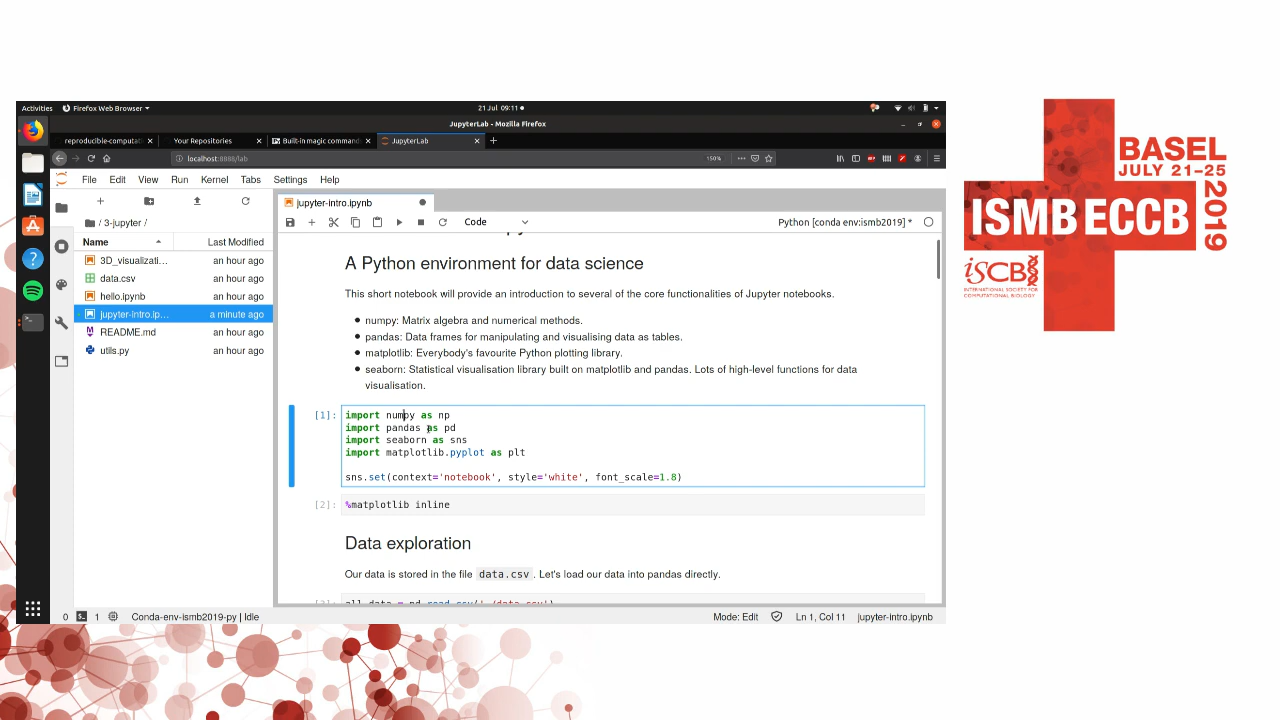 Activities
Firefox Web Browser
21 Jul 09:11
JupyterLab - Mozilla Firefox
reproducible-computat
Your Repositories
Built-in magic command
JupyterLab
localhost:8888/lab
150%
File Edit View Run Kernel Tabs Settings Help
jupyter-intro.ipynb
/ 3-jupyter /
Code
Python [conda env:ismb2019] *
Name
Last Modified
3D_visualizati… an hour ago
data.csv an hour ago
hello.ipynb an hour ago
jupyter-intro.ip… a minute ago
README.md an hour ago
utils.py an hour ago
A Python environment for data science
This short notebook will provide an introduction to several of the core functionalities of Jupyter notebooks.
numpy: Matrix algebra and numerical methods.
pandas: Data frames for manipulating and visualising data as tables.
matplotlib: Everybody's favourite Python plotting library.
seaborn: Statistical visualisation library built on matplotlib and pandas. Lots of high-level functions for data
visualisation.
[1]:
import numpy as np
import pandas as pd
import seaborn as sns
import matplotlib.pyplot as plt
sns.set(context='notebook', style='white', font_scale=1.8)
[2]:
%matplotlib inline
Data exploration
Our data is stored in the file data.csv. Let's load our data into pandas directly.
0
1
Conda-env-ismb2019-py | Idle
Mode: Edit
Ln 1, Col 11
jupyter-intro.ipynb
BASEL
JULY 21–25
2019
ISMB ECCB
ISCB
INTERNATIONAL SOCIETY FOR
COMPUTATIONAL BIOLOGY